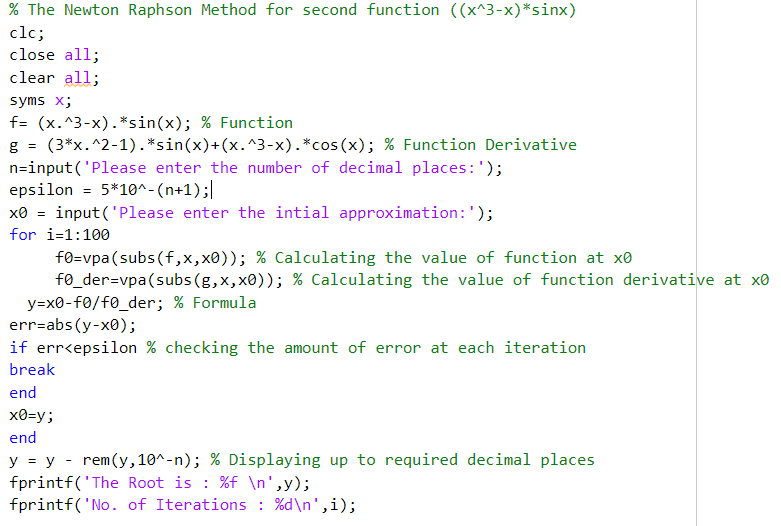 % The Newton Raphson Method for second function ((x^3-x)*sinx)
clc;
close all;
clear all;
syms x;
f= (x.^3-x).*sin(x); % Function
g = (3*x.^2-1).*sin(x)+(x.^3-x).*cos(x); % Function Derivative
n=input('Please enter the number of decimal places:');
epsilon = 5*10^-(n+1);
x0 = input('Please enter the intial approximation:');
for i=1:100
f0=vpa(subs(f,x,x0)); % Calculating the value of function at x0
f0_der=vpa(subs(g,x,x0)); % Calculating the value of function derivative at x0
y=x0-f0/f0_der; % Formula
err=abs(y-x0);
if err<epsilon % checking the amount of error at each iteration
break
end
x0=y;
end
y = y - rem(y,10^-n); % Displaying up to required decimal places
fprintf('The Root is : %f \n',y);
fprintf('No. of Iterations : %d\n',i);